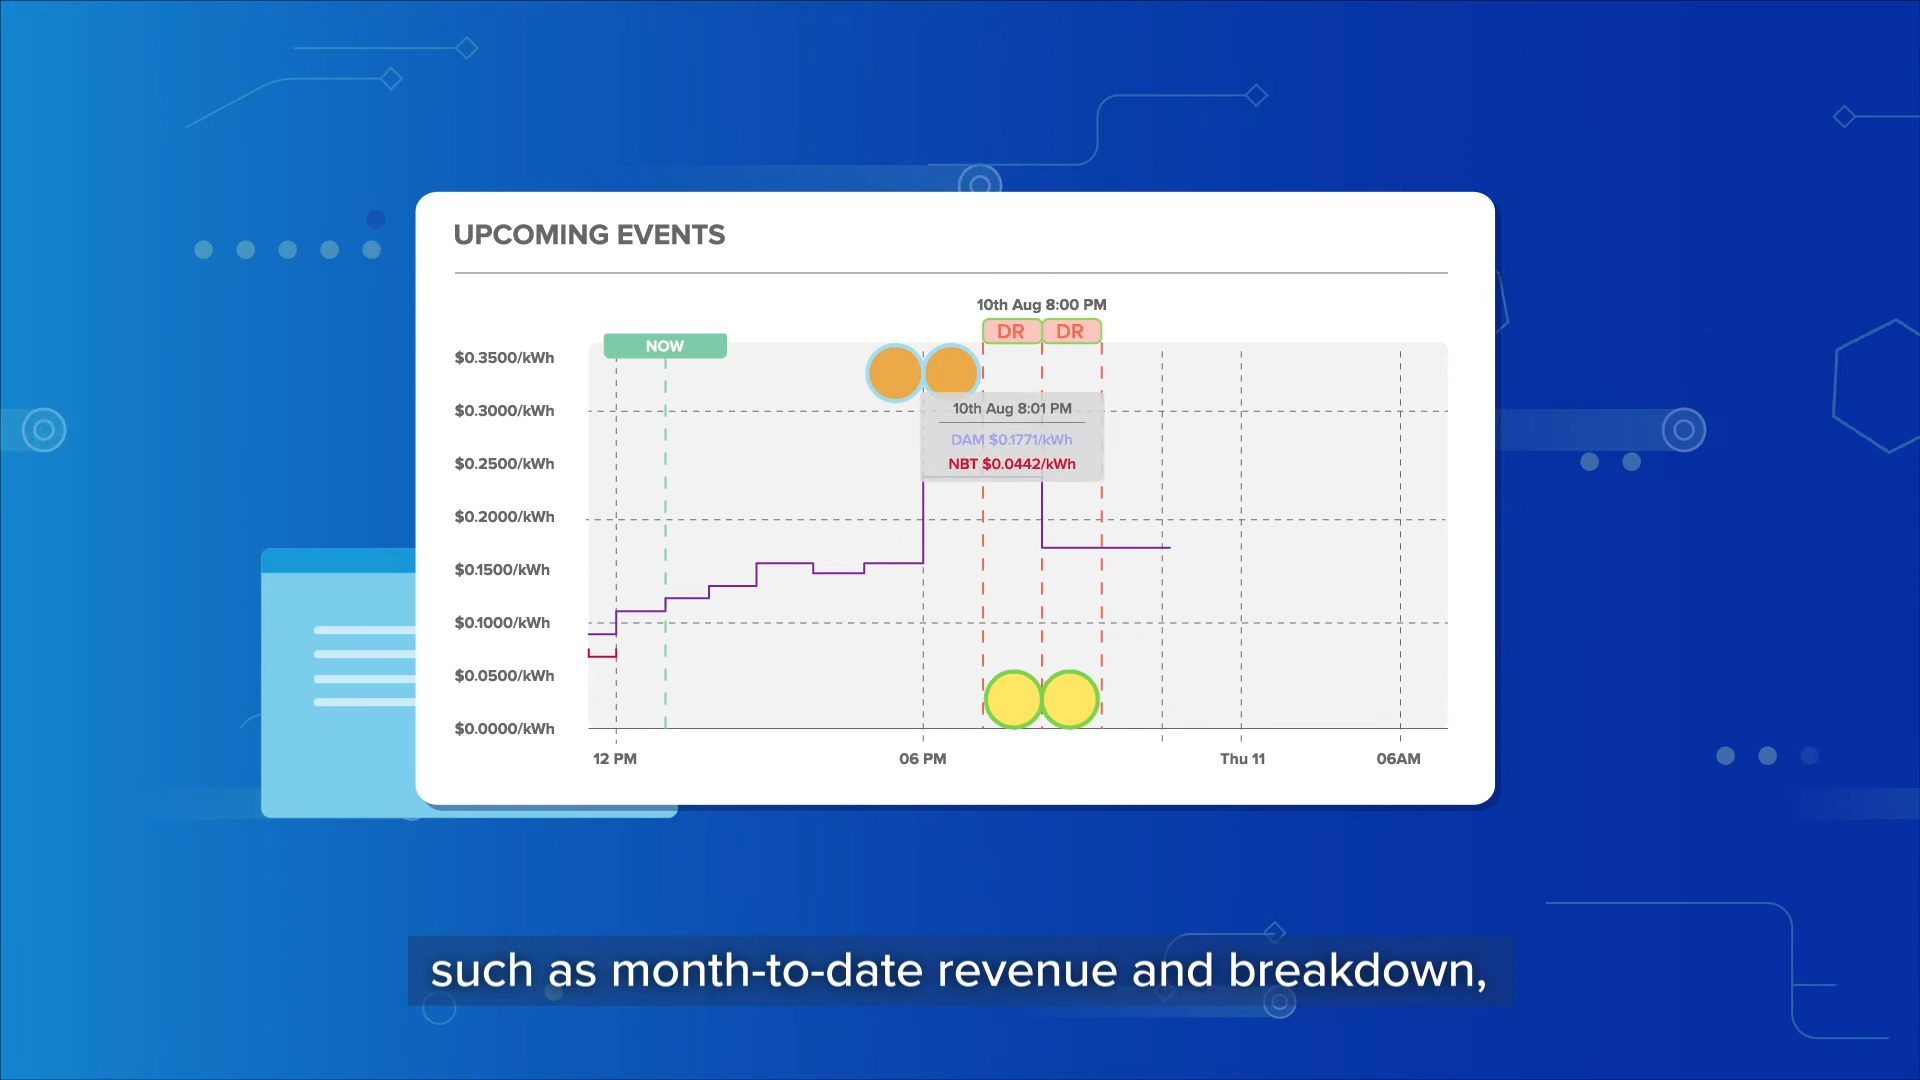 UPCOMING EVENTS
10th Aug 8:00 PM
DR DR
NOW
$0.3500/kWh
$0.3000/kWh
10th Aug 8:01 PM
DAM $0.1771/kWh
NBT $0.0442/kWh
$0.2500/kWh
$0.2000/kWh
$0.1500/kWh
$0.1000/kWh
$0.0500/kWh
$0.0000/kWh
12 PM 06 PM Thu 11 06AM
such as month-to-date revenue and breakdown,